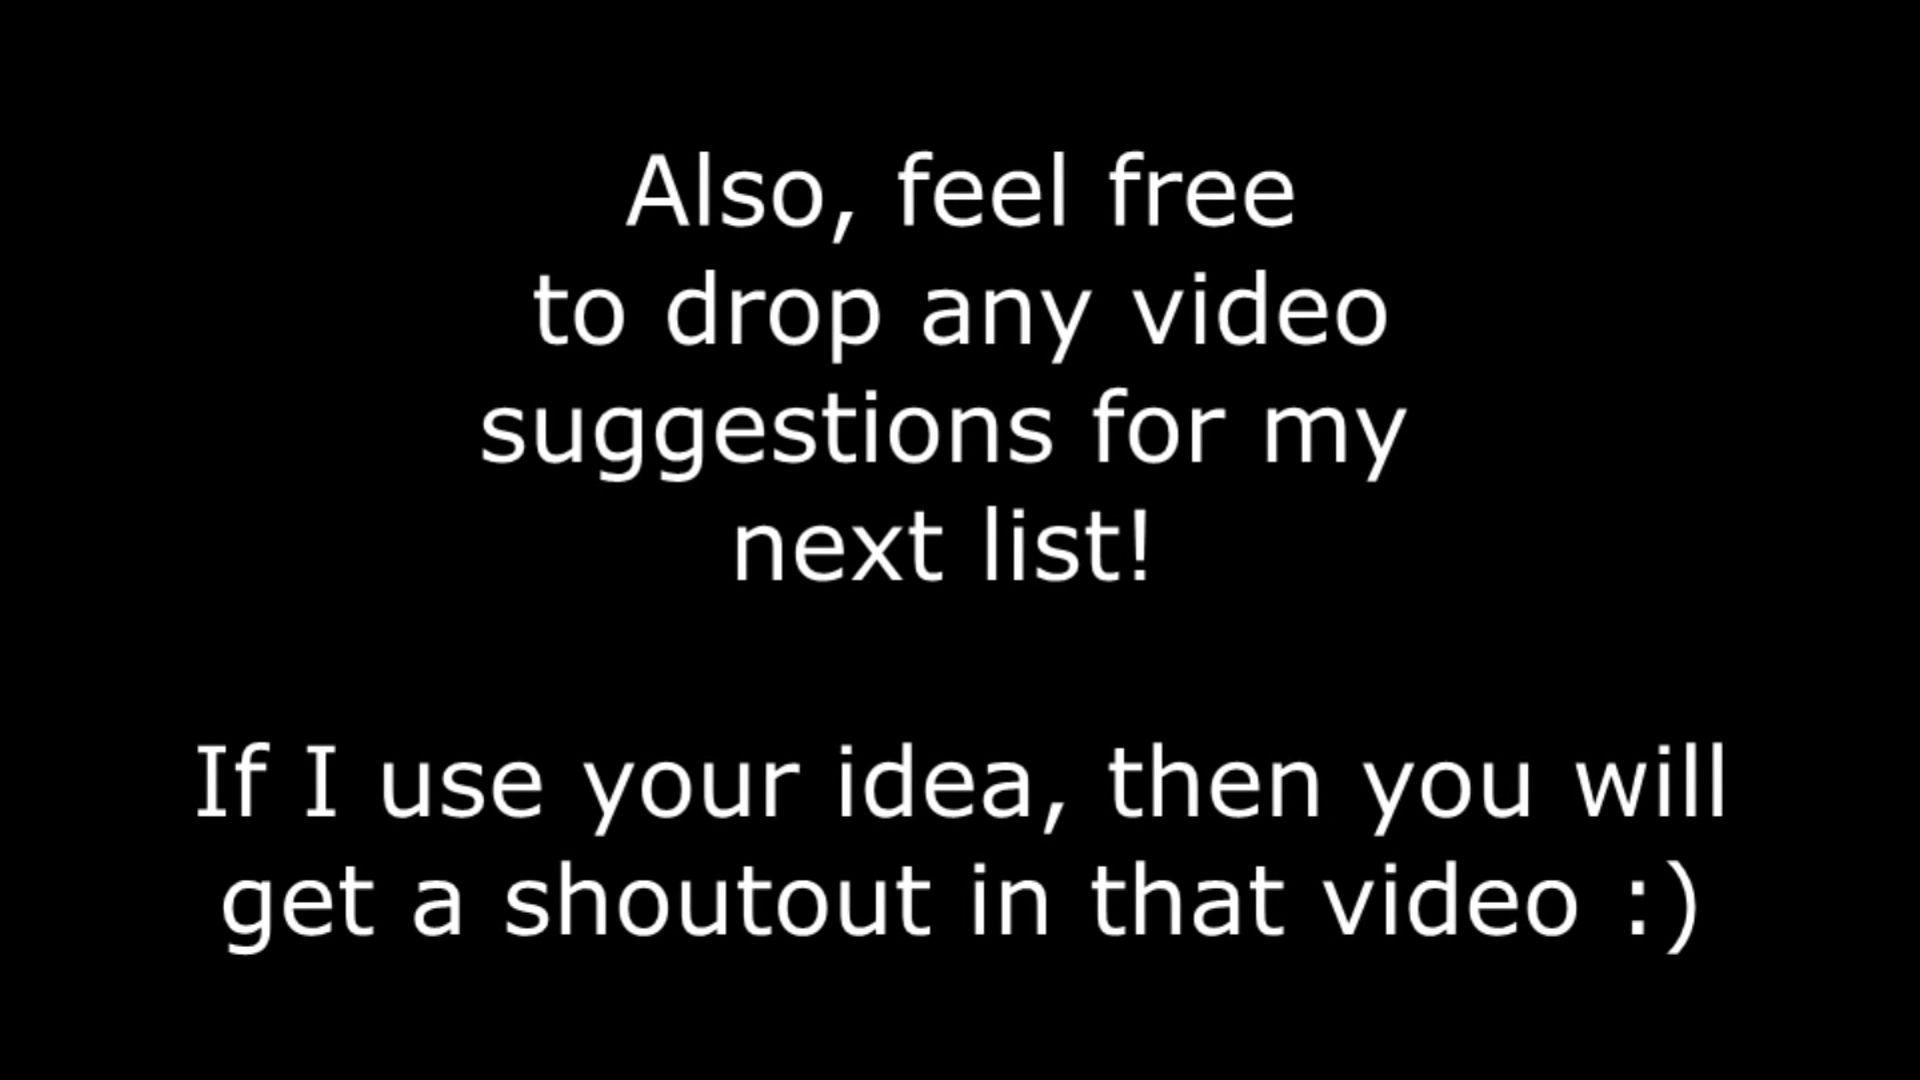 Also, feel free
to drop any video
suggestions for my
next list!
If I use your idea, then you will
get a shoutout in that video :)